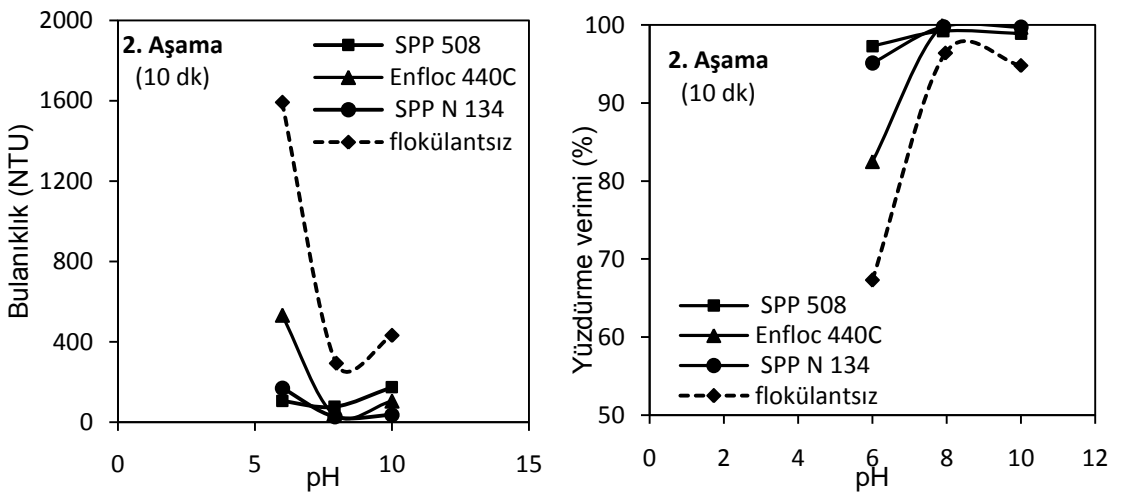 2000
1600
1200
800
400
0
0
5
10
15
Bulanıklık (NTU)
pH
2. Aşama
(10 dk)
SPP 508
Enfloc 440C
SPP N 134
flokülantsız
100
90
80
70
60
50
0
2
4
6
8
10
12
Yüzdürme verimi (%)
pH
2. Aşama
(10 dk)
SPP 508
Enfloc 440C
SPP N 134
flokülantsız